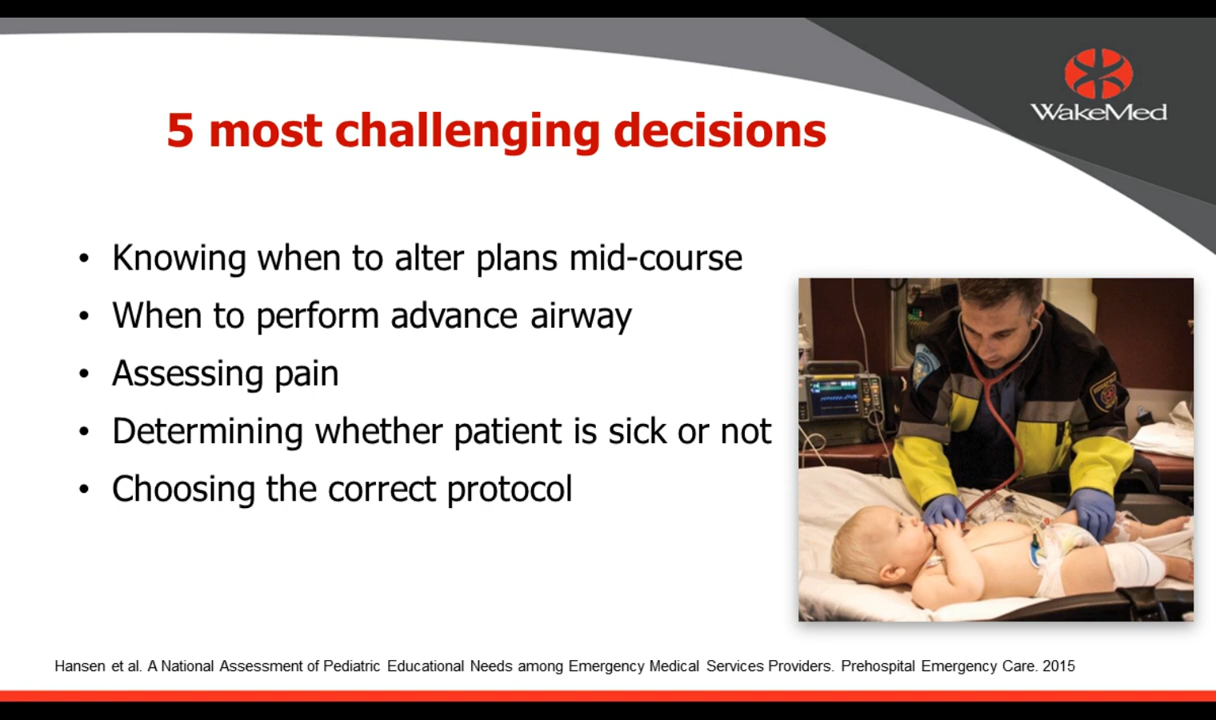 WakeMed
5 most challenging decisions
• Knowing when to alter plans mid-course
• When to perform advance airway
• Assessing pain
• Determining whether patient is sick or not
• Choosing the correct protocol
Hansen et al. A National Assessment of Pediatric Educational Needs among Emergency Medical Services Providers. Prehospital Emergency Care. 2015